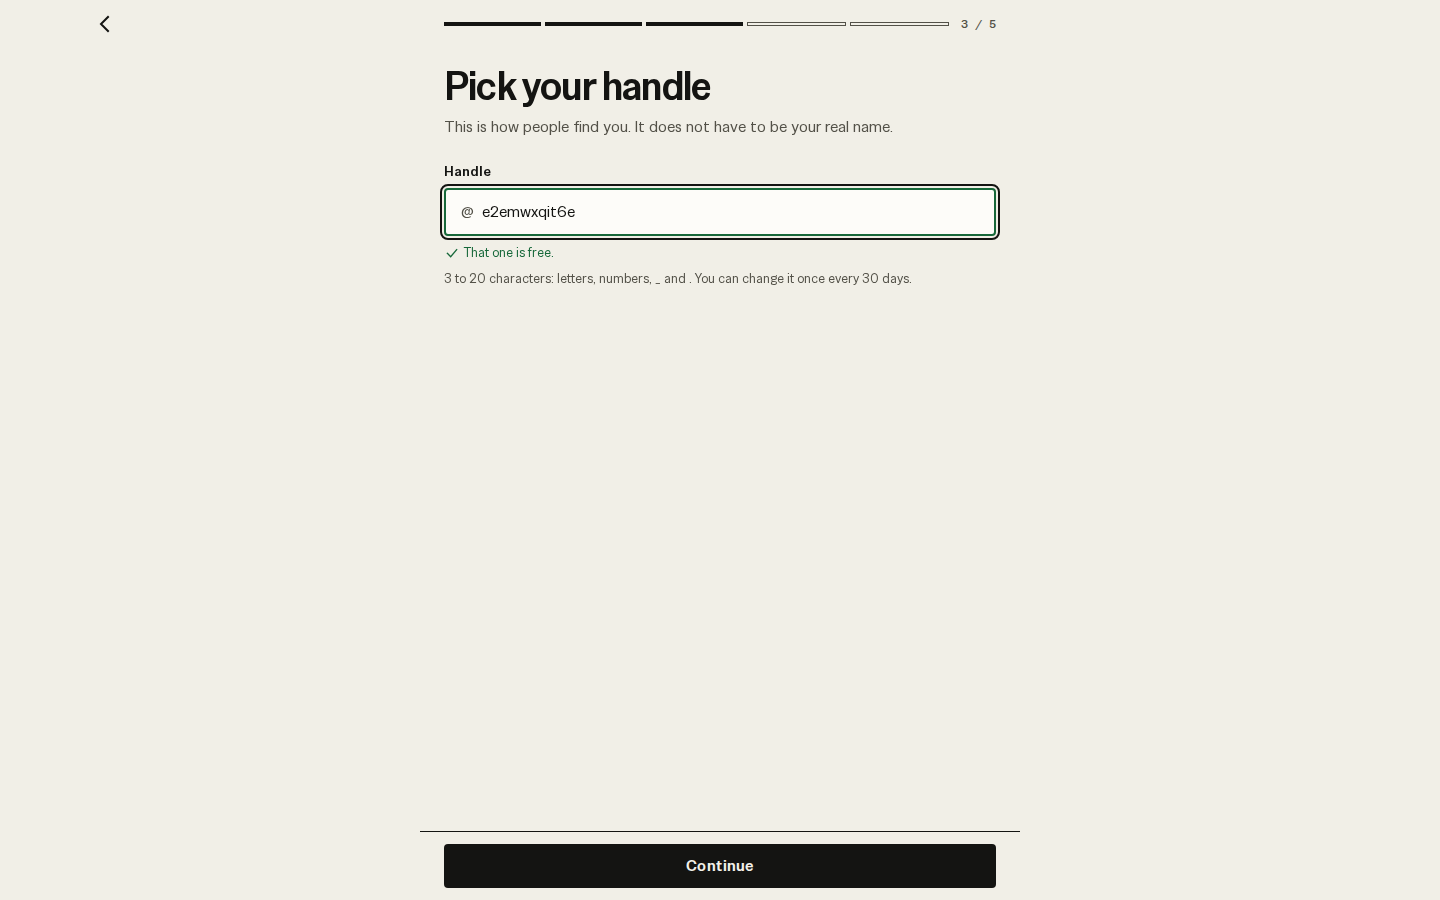 3 / 5
Pick your handle
This is how people find you. It does not have to be your real name.
Handle
@ e2emwxqit6e
That one is free.
3 to 20 characters: letters, numbers, _ and . You can change it once every 30 days.
Continue